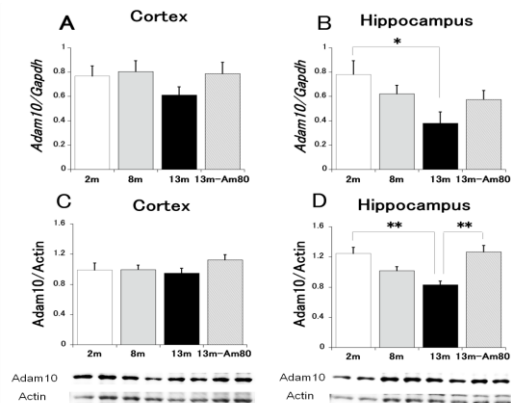 A
Cortex
Adam10/Gapdh
1
0.8
0.6
0.4
0.2
0
2m 8m 13m 13m-Am80
B
Hippocampus
*
Adam10/Gapdh
1
0.8
0.6
0.4
0.2
0
2m 8m 13m 13m-Am80
C
Cortex
Adam10/Actin
1.6
1.2
0.8
0.4
0.0
2m 8m 13m 13m-Am80
Adam10
Actin
D
Hippocampus
** **
Adam10/Actin
1.6
1.2
0.8
0.4
0.0
2m 8m 13m 13m-Am80
Adam10
Actin